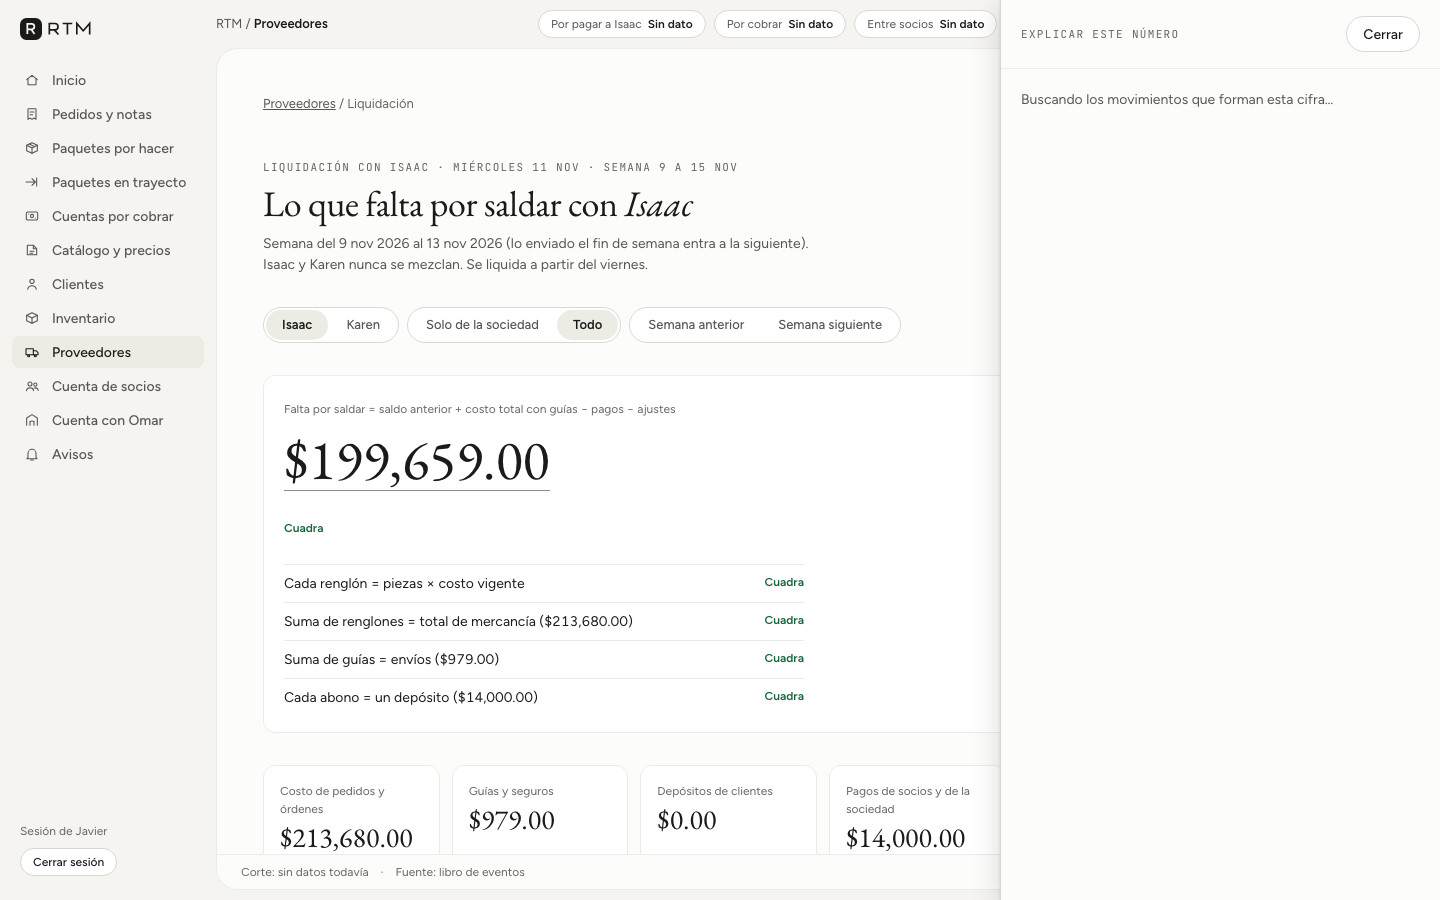 R RTM
Inicio
Pedidos y notas
Paquetes por hacer
Paquetes en trayecto
Cuentas por cobrar
Catálogo y precios
Clientes
Inventario
Proveedores
Cuenta de socios
Cuenta con Omar
Avisos
Sesión de Javier
Cerrar sesión
RTM / Proveedores
Por pagar a Isaac Sin dato
Por cobrar Sin dato
Entre socios Sin dato
Proveedores / Liquidación
LIQUIDACIÓN CON ISAAC · MIÉRCOLES 11 NOV · SEMANA 9 A 15 NOV
Lo que falta por saldar con Isaac
Semana del 9 nov 2026 al 13 nov 2026 (lo enviado el fin de semana entra a la siguiente).
Isaac y Karen nunca se mezclan. Se liquida a partir del viernes.
Isaac Karen
Solo de la sociedad Todo
Semana anterior Semana siguiente
Falta por saldar = saldo anterior + costo total con guías − pagos − ajustes
$199,659.00
Cuadra
Cada renglón = piezas × costo vigente Cuadra
Suma de renglones = total de mercancía ($213,680.00) Cuadra
Suma de guías = envíos ($979.00) Cuadra
Cada abono = un depósito ($14,000.00) Cuadra
Costo de pedidos y
órdenes
$213,680.00
Guías y seguros
$979.00
Depósitos de clientes
$0.00
Pagos de socios y de la
sociedad
$14,000.00
Corte: sin datos todavía · Fuente: libro de eventos
EXPLICAR ESTE NÚMERO
Cerrar
Buscando los movimientos que forman esta cifra…